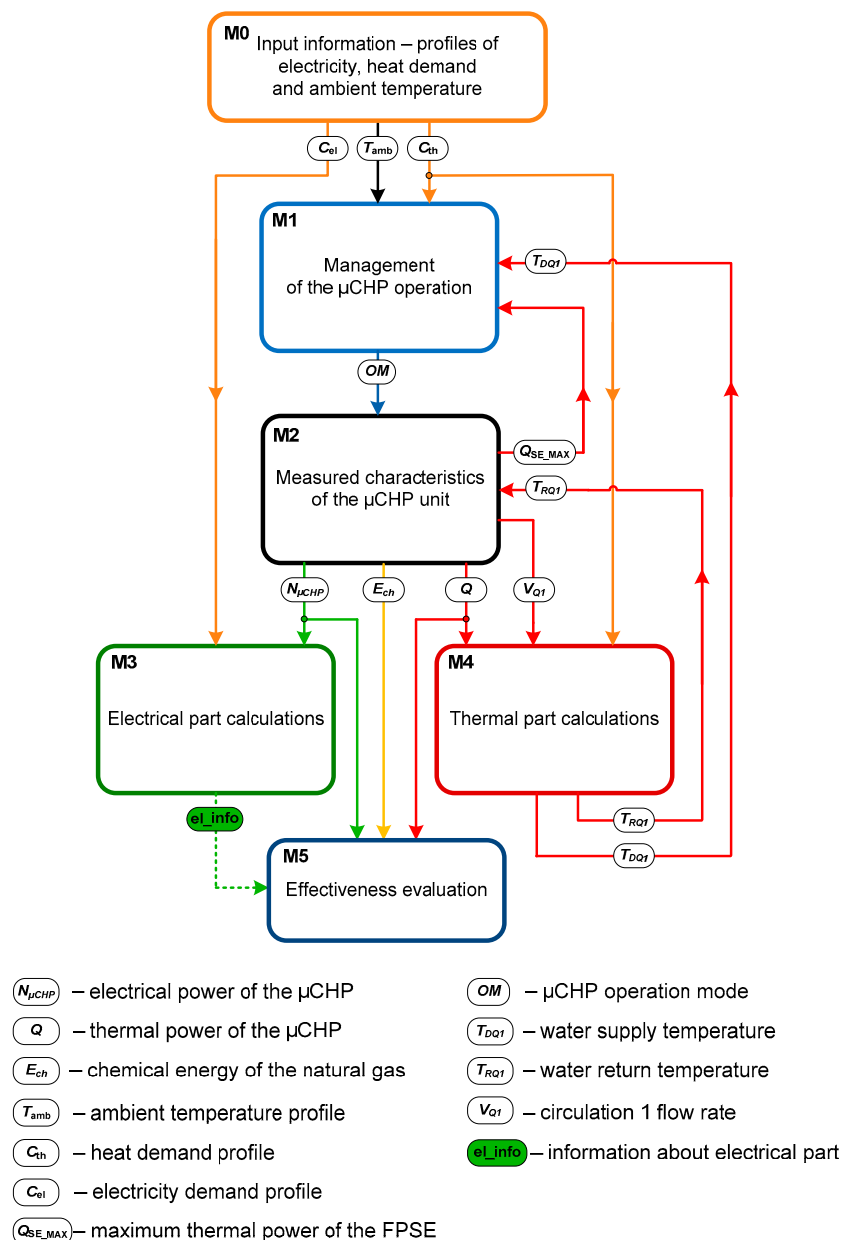 M0
Input information – profiles of
electricity, heat demand
and ambient temperature
Cel
Tamb
Cth
M1
Management
of the μCHP operation
TDQ1
OM
M2
Measured characteristics
of the μCHP unit
QSE_MAX
TRQ1
NμCHP
Ech
Q
VQ1
M3
Electrical part calculations
M4
Thermal part calculations
el_info
TRQ1
TDQ1
M5
Effectiveness evaluation
NμCHP – electrical power of the μCHP
Q – thermal power of the μCHP
Ech – chemical energy of the natural gas
Tamb – ambient temperature profile
Cth – heat demand profile
Cel – electricity demand profile
QSE_MAX – maximum thermal power of the FPSE
OM – μCHP operation mode
TDQ1 – water supply temperature
TRQ1 – water return temperature
VQ1 – circulation 1 flow rate
el_info – information about electrical part